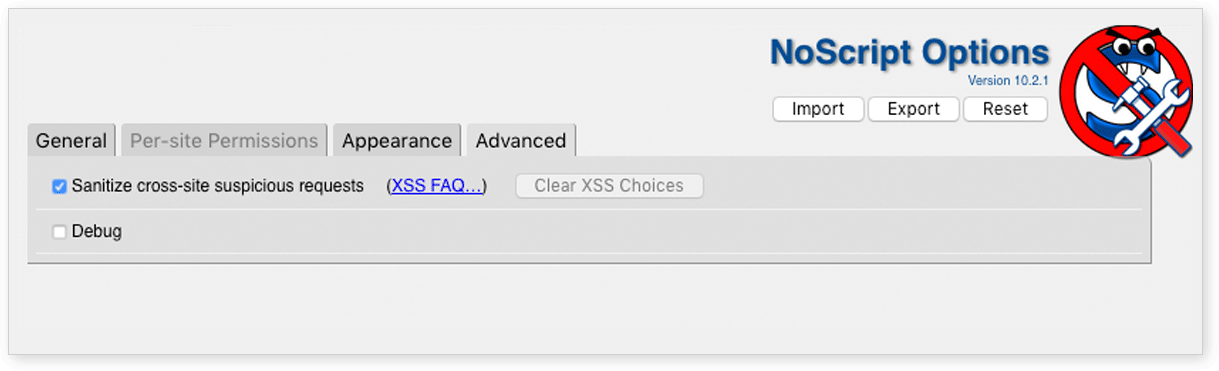 NoScript Options
Version 10.2.1
Import Export Reset
General Per-site Permissions Appearance Advanced
Sanitize cross-site suspicious requests (XSS FAQ...) Clear XSS Choices
Debug